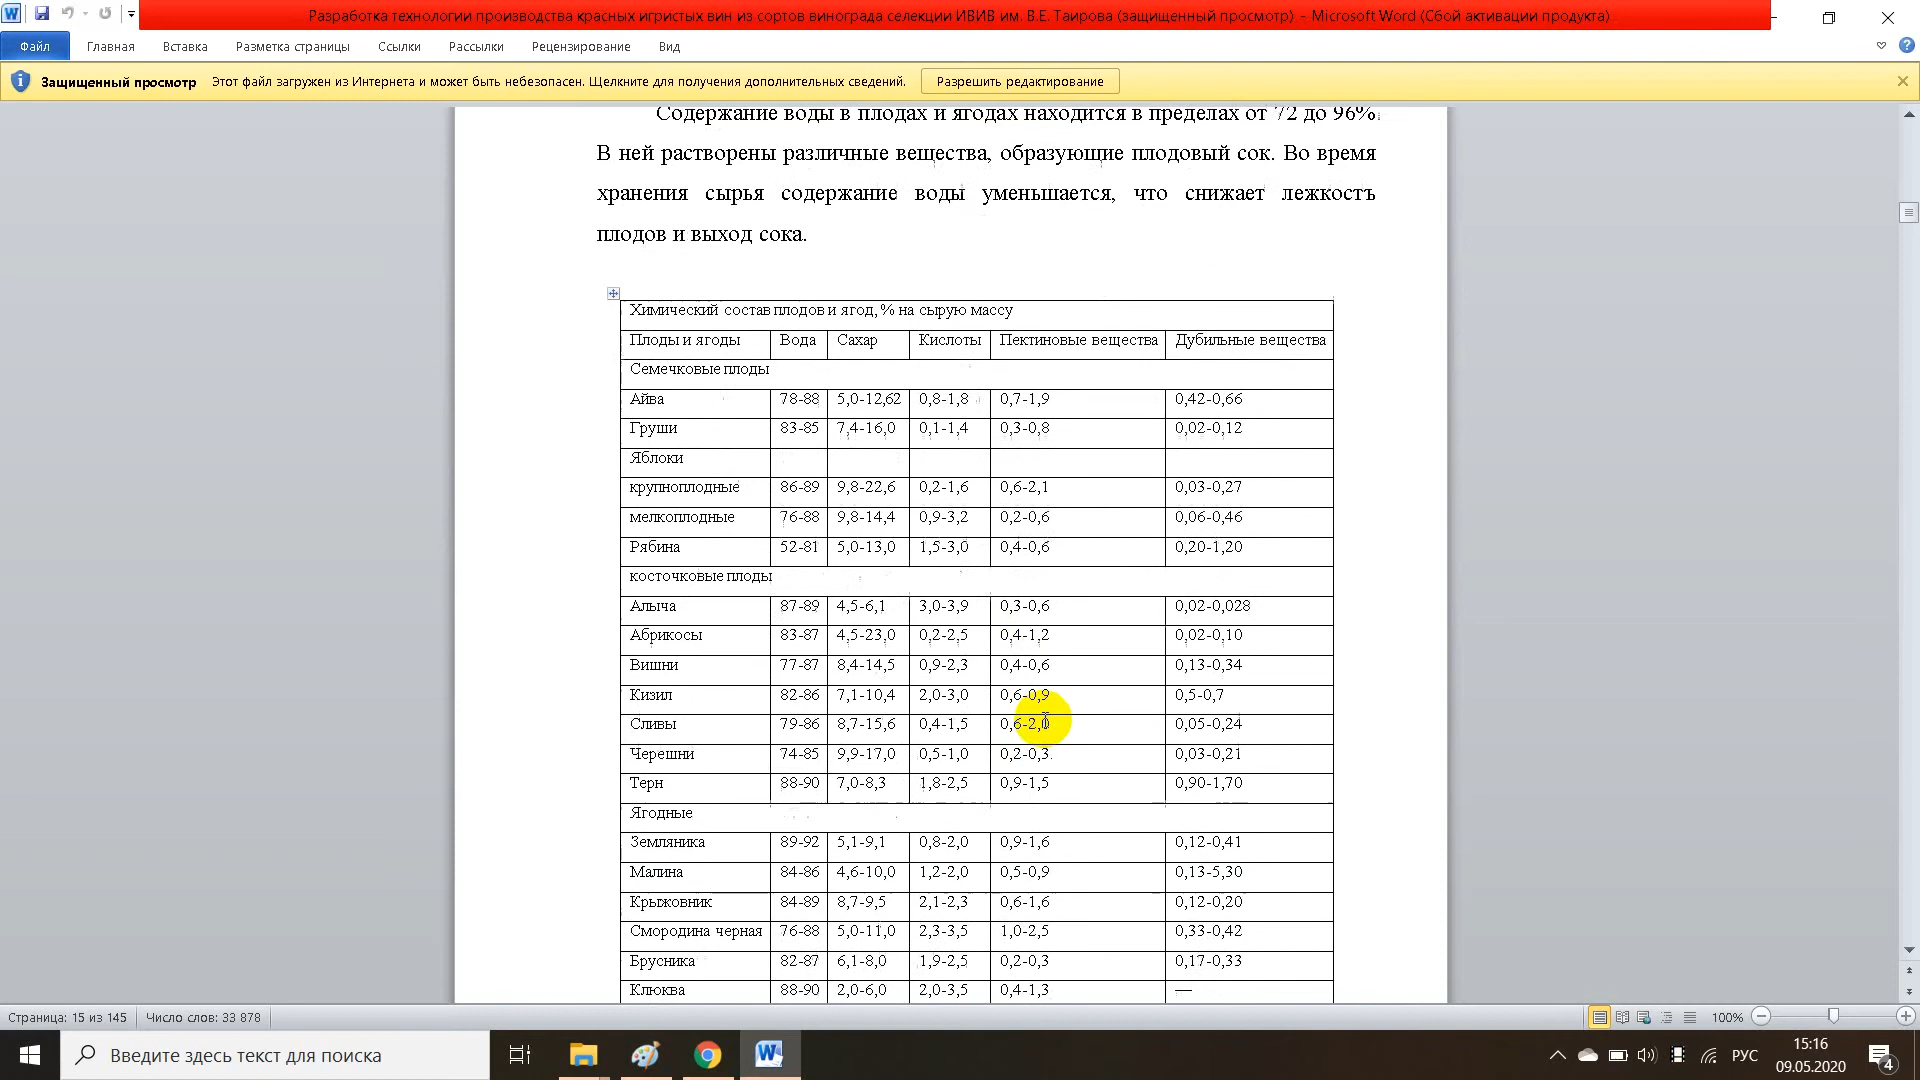 Разработка технологии производства красных игристых вин из сортов винограда селекции ИВИВ им. В.Е. Таирова (защищенный просмотр) - Microsoft Word (Сбой активации продукта)
Файл Главная Вставка Разметка страницы Ссылки Рассылки Рецензирование Вид
Защищенный просмотр Этот файл загружен из Интернета и может быть небезопасен. Щелкните для получения дополнительных сведений. Разрешить редактирование
Содержание воды в плодах и ягодах находится в пределах от 72 до 96%.
В ней растворены различные вещества, образующие плодовый сок. Во время
хранения сырья содержание воды уменьшается, что снижает лежкостъ
плодов и выход сока.
Химический состав плодов и ягод, % на сырую массу
Плоды и ягоды Вода Сахар Кислоты Пектиновые вещества Дубильные вещества
Семечковые плоды
Айва 78-88 5,0-12,62 0,8-1,8 0,7-1,9 0,42-0,66
Груши 83-85 7,4-16,0 0,1-1,4 0,3-0,8 0,02-0,12
Яблоки
крупноплодные 86-89 9,8-22,6 0,2-1,6 0,6-2,1 0,03-0,27
мелкоплодные 76-88 9,8-14,4 0,9-3,2 0,2-0,6 0,06-0,46
Рябина 52-81 5,0-13,0 1,5-3,0 0,4-0,6 0,20-1,20
косточковые плоды
Алыча 87-89 4,5-6,1 3,0-3,9 0,3-0,6 0,02-0,028
Абрикосы 83-87 4,5-23,0 0,2-2,5 0,4-1,2 0,02-0,10
Вишни 77-87 8,4-14,5 0,9-2,3 0,4-0,6 0,13-0,34
Кизил 82-86 7,1-10,4 2,0-3,0 0,6-0,9 0,5-0,7
Сливы 79-86 8,7-15,6 0,4-1,5 0,6-2,0 0,05-0,24
Черешни 74-85 9,9-17,0 0,5-1,0 0,2-0,3. 0,03-0,21
Терн 88-90 7,0-8,3 1,8-2,5 0,9-1,5 0,90-1,70
Ягодные
Земляника 89-92 5,1-9,1 0,8-2,0 0,9-1,6 0,12-0,41
Малина 84-86 4,6-10,0 1,2-2,0 0,5-0,9 0,13-5,30
Крыжовник 84-89 8,7-9,5 2,1-2,3 0,6-1,6 0,12-0,20
Смородина черная 76-88 5,0-11,0 2,3-3,5 1,0-2,5 0,33-0,42
Брусника 82-87 6,1-8,0 1,9-2,5 0,2-0,3 0,17-0,33
Клюква 88-90 2,0-6,0 2,0-3,5 0,4-1,3 —
Страница: 15 из 145 Число слов: 33 878 100%
Введите здесь текст для поиска РУС 15:16
09.05.2020 4